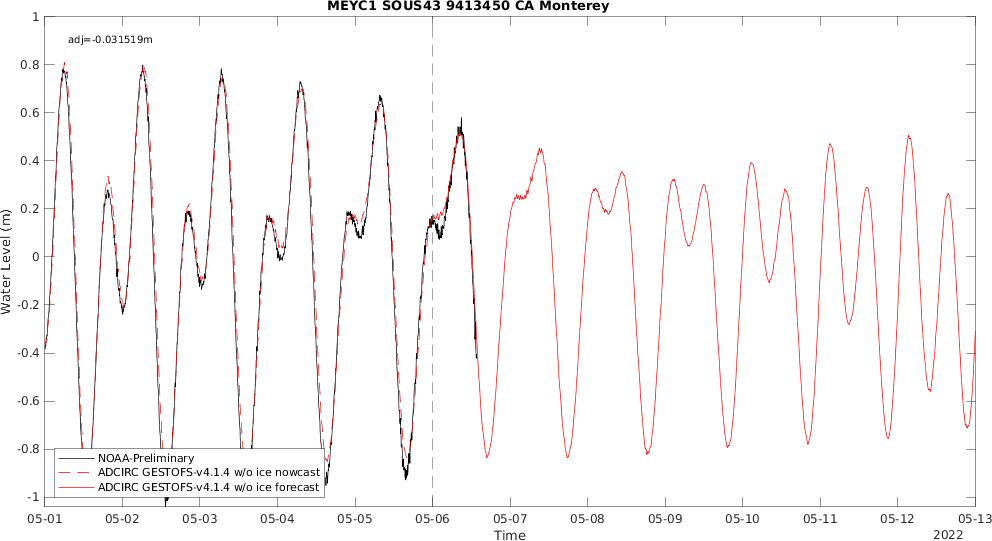 MEYC1 SOUS43 9413450 CA Monterey
adj=-0.031519m
Water Level (m)
1
0.8
0.6
0.4
0.2
0
-0.2
-0.4
-0.6
-0.8
-1
NOAA-Preliminary
ADCIRC GESTOFS-v4.1.4 w/o ice nowcast
ADCIRC GESTOFS-v4.1.4 w/o ice forecast
05-01 05-02 05-03 05-04 05-05 05-06 05-07 05-08 05-09 05-10 05-11 05-12 05-13
Time
2022